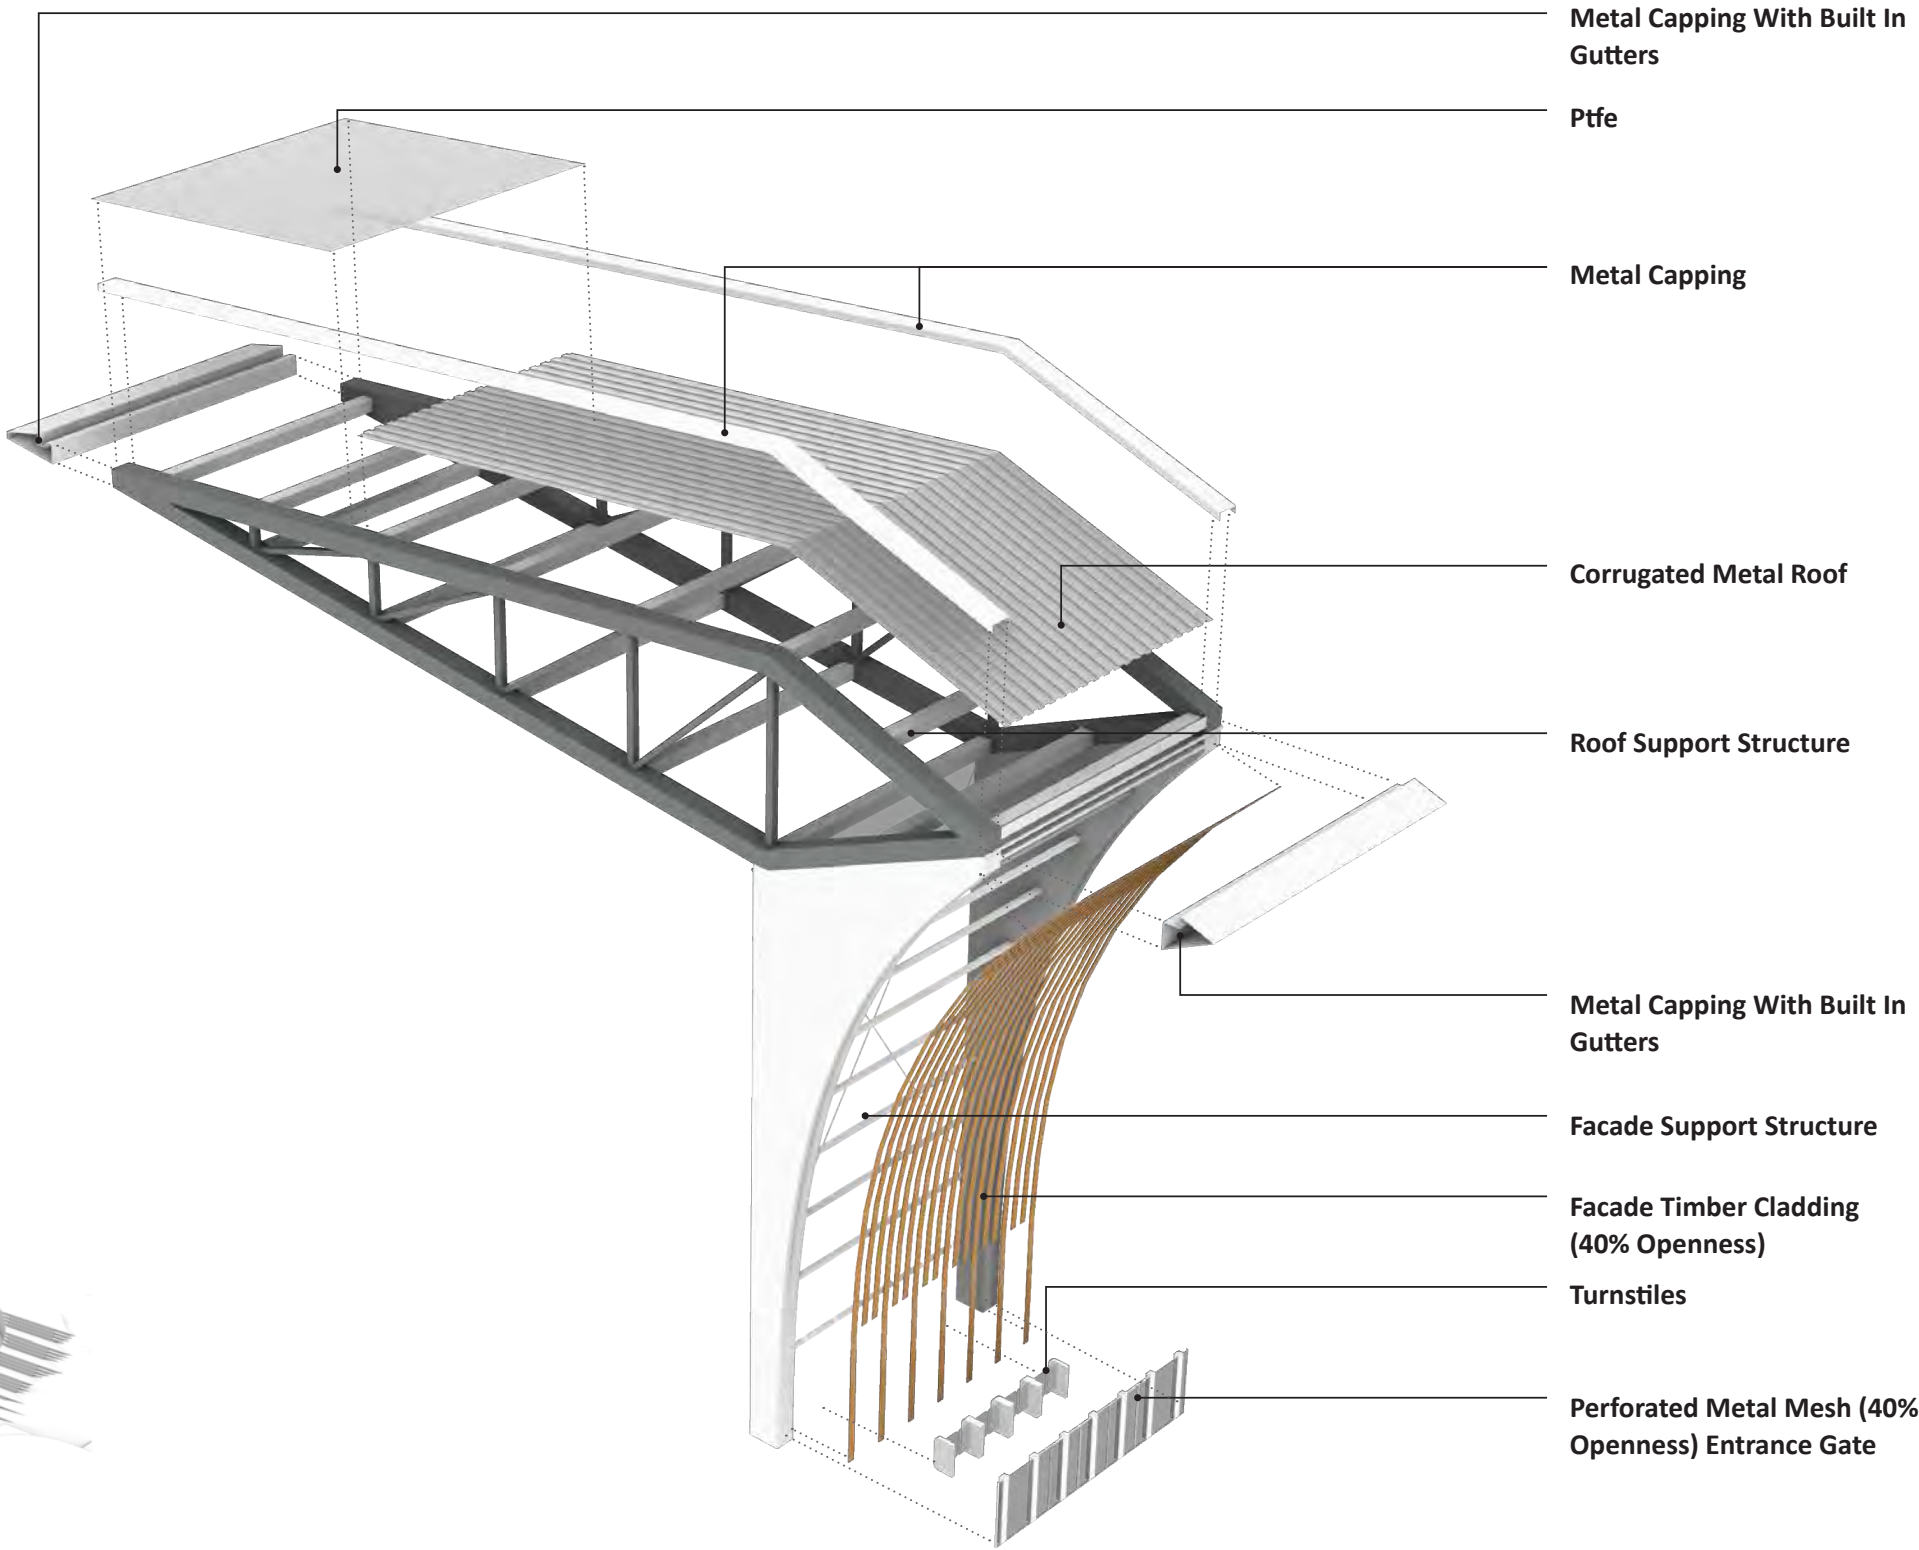 Metal Capping With Built In
Gutters
Ptfe
Metal Capping
Corrugated Metal Roof
Roof Support Structure
Metal Capping With Built In
Gutters
Facade Support Structure
Facade Timber Cladding
(40% Openness)
Turnstiles
Perforated Metal Mesh (40%
Openness) Entrance Gate